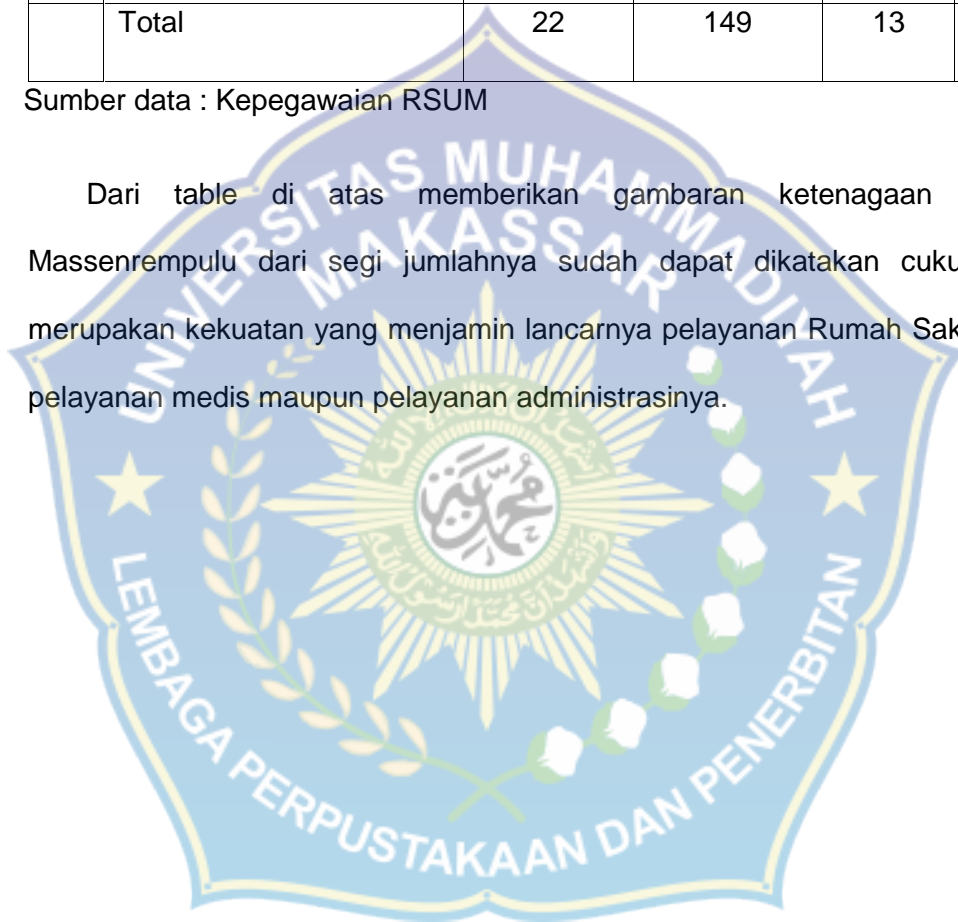 Total 22 149 13
Sumber data : Kepegawaian RSUM
Dari table di atas memberikan gambaran ketenagaan
Massenrempulu dari segi jumlahnya sudah dapat dikatakan cuku
merupakan kekuatan yang menjamin lancarnya pelayanan Rumah Sak
pelayanan medis maupun pelayanan administrasinya.
UNIVERSITAS MUHAMMADIYAH
MAKASSAR
LEMBAGA PERPUSTAKAAN DAN PENERBITAN